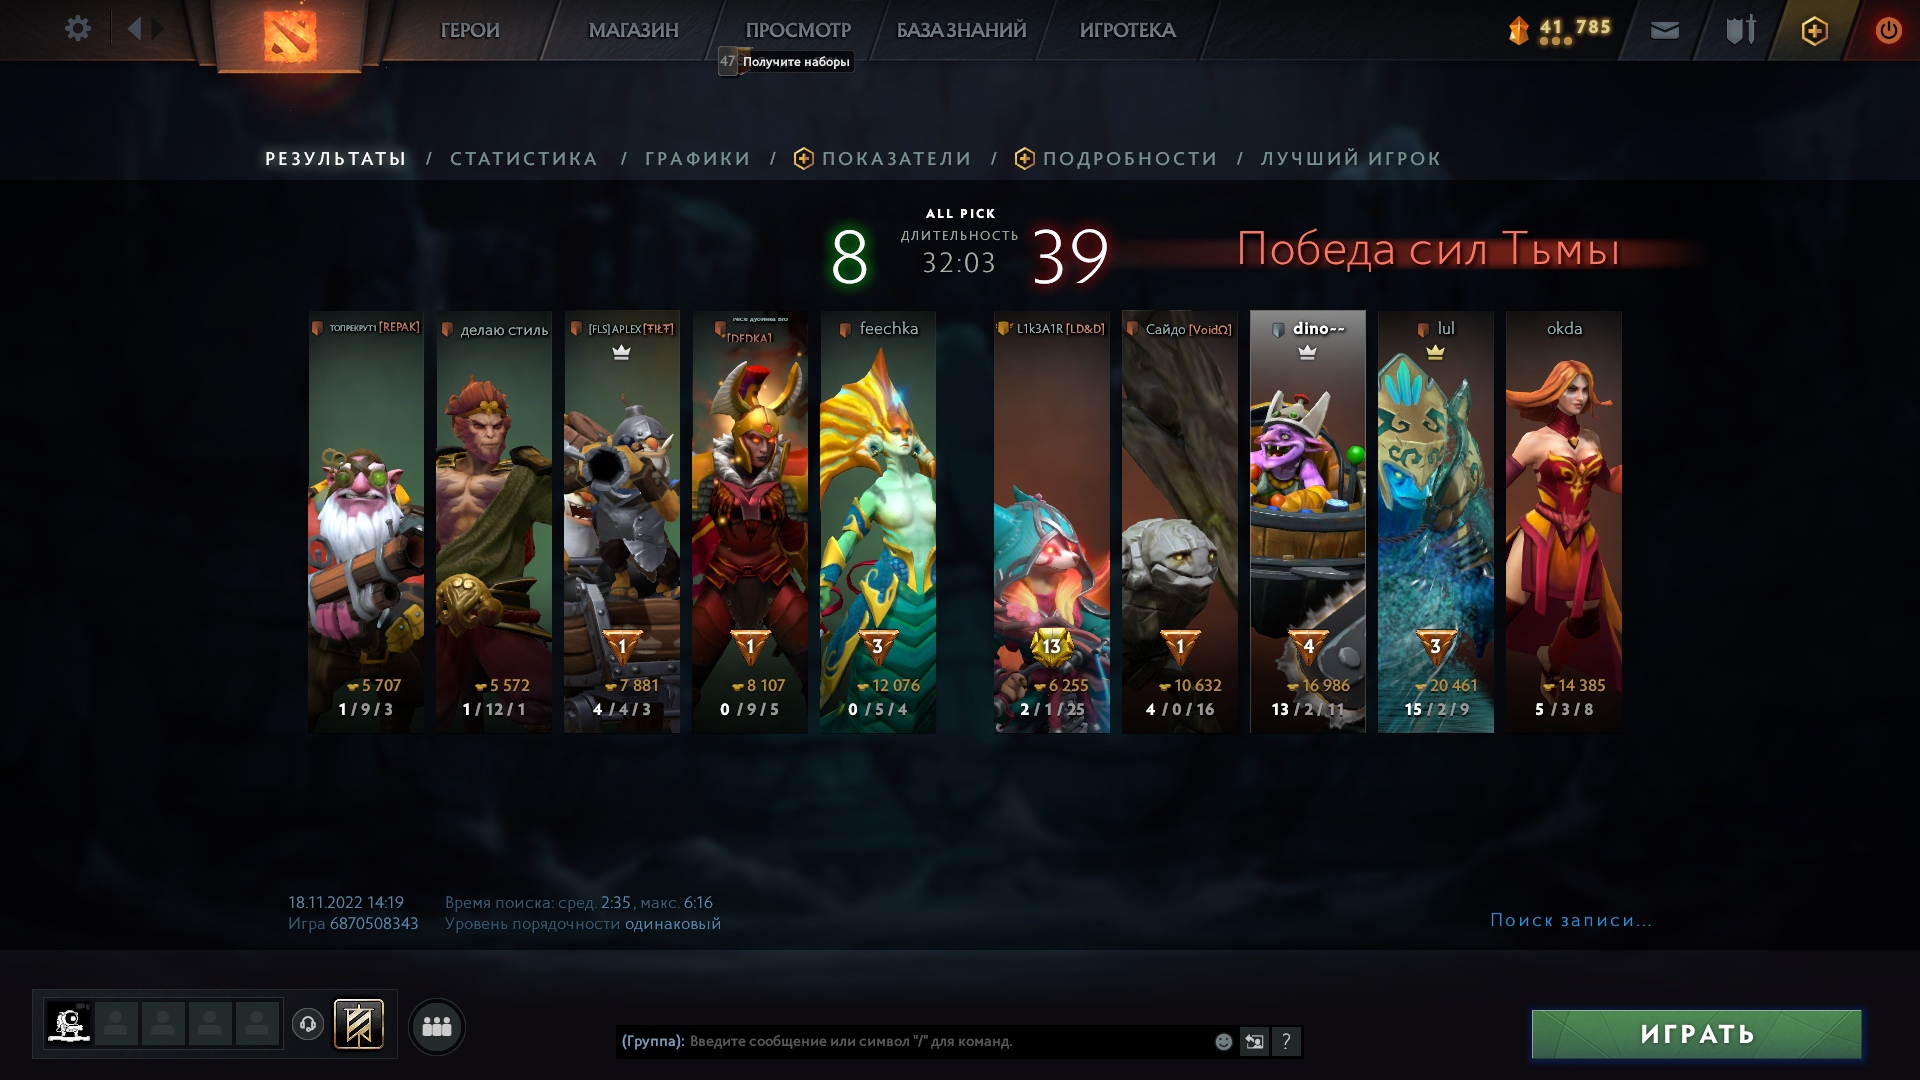 ГЕРОИ
МАГАЗИН
ПРОСМОТР
БАЗА ЗНАНИЙ
ИГРОТЕКА
41 785
47 Получите наборы
РЕЗУЛЬТАТЫ / СТАТИСТИКА / ГРАФИКИ / ПОКАЗАТЕЛИ / ПОДРОБНОСТИ / ЛУЧШИЙ ИГРОК
ALL PICK
ДЛИТЕЛЬНОСТЬ
8 32:03 39
Победа сил Тьмы
ТОПРЕКРУТ1 [REPAK]
делаю стиль
[FLS] APLEX [ŦIŁŦ]
[DEDKA]
feechka
L1k3A1R [LD&D]
Сайдо [VoidΩ]
dino~~
lul
okda
1
1
3
13
1
4
3
5 707
5 572
7 881
8 107
12 076
6 255
10 632
16 986
20 461
14 385
1 / 9 / 3
1 / 12 / 1
4 / 4 / 3
0 / 9 / 5
0 / 5 / 4
2 / 1 / 25
4 / 0 / 16
13 / 2 / 11
15 / 2 / 9
5 / 3 / 8
18.11.2022 14:19
Время поиска: сред. 2:35, макс. 6:16
Игра 6870508343
Уровень порядочности одинаковый
Поиск записи...
(Группа): Введите сообщение или символ "/" для команд.
?
ИГРАТЬ